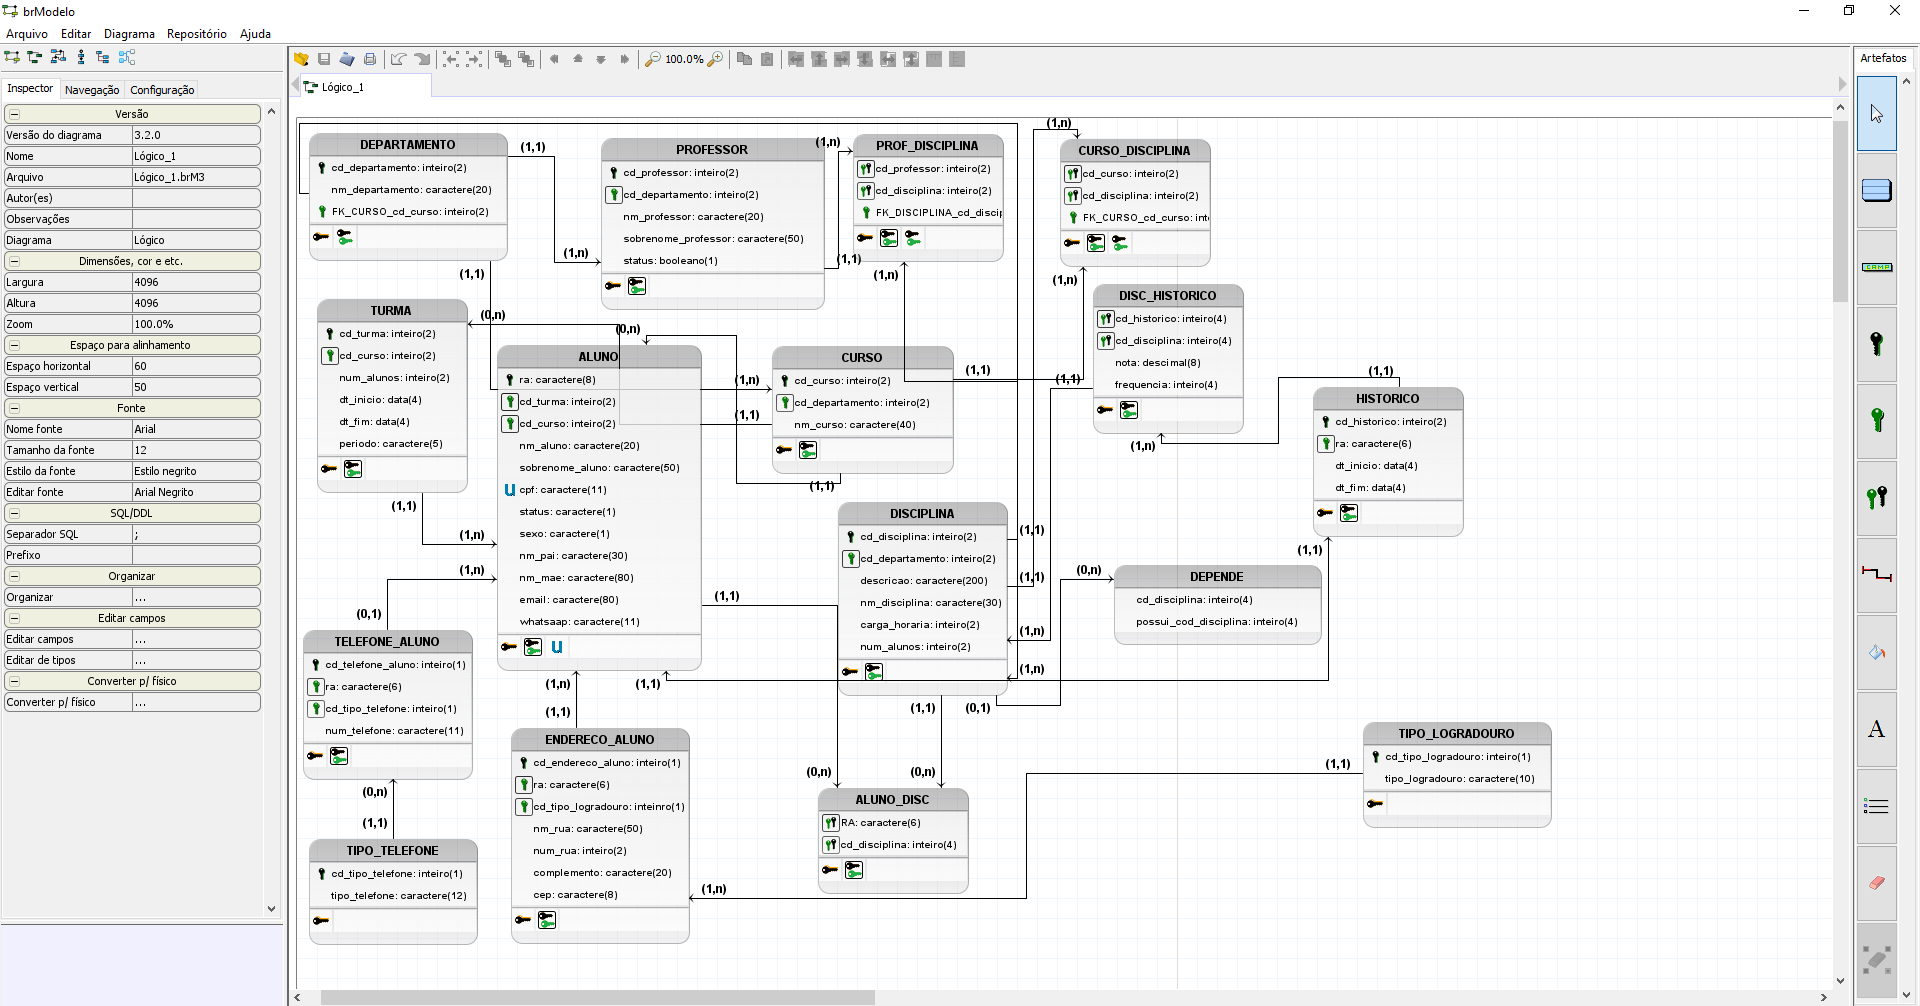 brModelo
Arquivo Editar Diagrama Repositório Ajuda
100.0%
Artefatos
Inspector Navegação Configuração
Lógico_1
Versão
Versão do diagrama 3.2.0
Nome Lógico_1
Arquivo Lógico_1.brM3
Autor(es)
Observações
Diagrama Lógico
Dimensões, cor e etc.
Largura 4096
Altura 4096
Zoom 100.0%
Espaço para alinhamento
Espaço horizontal 60
Espaço vertical 50
Fonte
Nome fonte Arial
Tamanho da fonte 12
Estilo da fonte Estilo negrito
Editar fonte Arial Negrito
SQL/DDL
Separador SQL ;
Prefixo
Organizar
Organizar ...
Editar campos
Editar campos ...
Editar de tipos ...
Converter p/ físico
Converter p/ físico ...
DEPARTAMENTO
cd_departamento: inteiro(2)
nm_departamento: caractere(20)
FK_CURSO_cd_curso: inteiro(2)
(1,1)
(1,n)
(1,1)
PROFESSOR
cd_professor: inteiro(2)
cd_departamento: inteiro(2)
nm_professor: caractere(20)
sobrenome_professor: caractere(50)
status: booleano(1)
(1,n)
(1,1)
PROF_DISCIPLINA
cd_professor: inteiro(2)
cd_disciplina: inteiro(2)
FK_DISCIPLINA_cd_discip
(1,n)
(1,n)
CURSO_DISCIPLINA
cd_curso: inteiro(2)
cd_disciplina: inteiro(2)
FK_CURSO_cd_curso: int
(1,n)
TURMA
cd_turma: inteiro(2)
cd_curso: inteiro(2)
num_alunos: inteiro(2)
dt_inicio: data(4)
dt_fim: data(4)
periodo: caractere(5)
(0,n)
(1,1)
(1,n)
ALUNO
ra: caractere(8)
cd_turma: inteiro(2)
cd_curso: inteiro(2)
nm_aluno: caractere(20)
sobrenome_aluno: caractere(50)
u cpf: caractere(11)
status: caractere(1)
sexo: caractere(1)
nm_pai: caractere(30)
nm_mae: caractere(80)
email: caractere(80)
whatsaap: caractere(11)
u
(0,n)
(1,n)
(1,1)
CURSO
cd_curso: inteiro(2)
cd_departamento: inteiro(2)
nm_curso: caractere(40)
(1,1)
(1,1)
(1,1)
DISC_HISTORICO
cd_historico: inteiro(4)
cd_disciplina: inteiro(4)
nota: descimal(8)
frequencia: inteiro(4)
(1,n)
(1,1)
HISTORICO
cd_historico: inteiro(2)
ra: caractere(6)
dt_inicio: data(4)
dt_fim: data(4)
(1,1)
DISCIPLINA
cd_disciplina: inteiro(2)
cd_departamento: inteiro(2)
descricao: caractere(200)
nm_disciplina: caractere(30)
carga_horaria: inteiro(2)
num_alunos: inteiro(2)
(1,1)
(1,1)
(1,n)
(1,n)
(0,n)
DEPENDE
cd_disciplina: inteiro(4)
possui_cod_disciplina: inteiro(4)
(1,n)
(0,1)
TELEFONE_ALUNO
cd_telefone_aluno: inteiro(1)
ra: caractere(6)
cd_tipo_telefone: inteiro(1)
num_telefone: caractere(11)
(0,n)
(1,1)
TIPO_TELEFONE
cd_tipo_telefone: inteiro(1)
tipo_telefone: caractere(12)
(1,n)
(1,1)
(1,1)
(1,1)
ENDERECO_ALUNO
cd_endereco_aluno: inteiro(1)
ra: caractere(6)
cd_tipo_logradouro: inteinro(1)
nm_rua: caractere(50)
num_rua: inteiro(2)
complemento: caractere(20)
cep: caractere(8)
(1,n)
(1,1)
(0,1)
(0,n)
(0,n)
ALUNO_DISC
RA: caractere(6)
cd_disciplina: inteiro(4)
(1,1)
TIPO_LOGRADOURO
cd_tipo_logradouro: inteiro(1)
tipo_logradouro: caractere(10)
CAMP
A